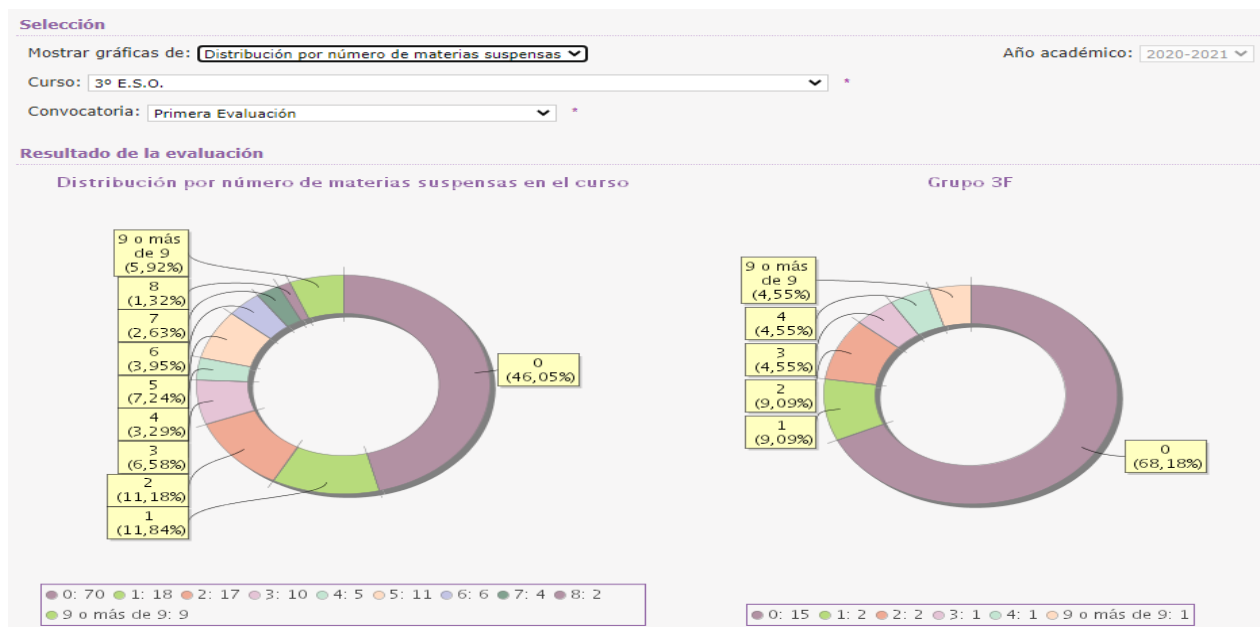 Selección
Mostrar gráficas de: Distribución por número de materias suspensas
Año académico: 2020-2021
Curso: 3º E.S.O. *
Convocatoria: Primera Evaluación *
Resultado de la evaluación
Distribución por número de materias suspensas en el curso
9 o más
de 9
(5,92%)
8
(1,32%)
7
(2,63%)
6
(3,95%)
5
(7,24%)
4
(3,29%)
3
(6,58%)
2
(11,18%)
1
(11,84%)
0
(46,05%)
0: 70 1: 18 2: 17 3: 10 4: 5 5: 11 6: 6 7: 4 8: 2
9 o más de 9: 9
Grupo 3F
9 o más
de 9
(4,55%)
4
(4,55%)
3
(4,55%)
2
(9,09%)
1
(9,09%)
0
(68,18%)
0: 15 1: 2 2: 2 3: 1 4: 1 9 o más de 9: 1